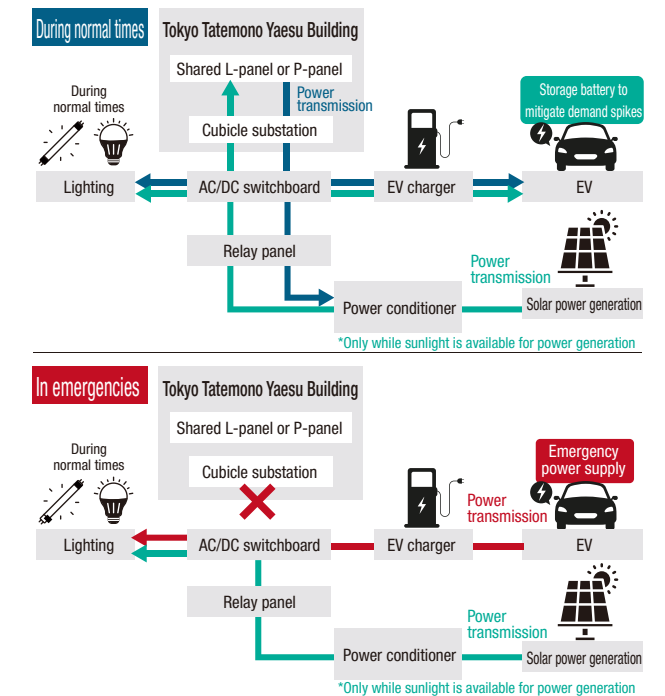 During normal times
Tokyo Tatemono Yaesu Building
Shared L-panel or P-panel
During
normal times
Power
transmission
Storage battery to
mitigate demand spikes
Cubicle substation
Lighting
AC/DC switchboard
EV charger
EV
Relay panel
Power
transmission
Power conditioner
Solar power generation
*Only while sunlight is available for power generation
In emergencies
Tokyo Tatemono Yaesu Building
Shared L-panel or P-panel
During
normal times
Cubicle substation
Emergency
power supply
Power
transmission
Lighting
AC/DC switchboard
EV charger
EV
Relay panel
Power
transmission
Power conditioner
Solar power generation
*Only while sunlight is available for power generation